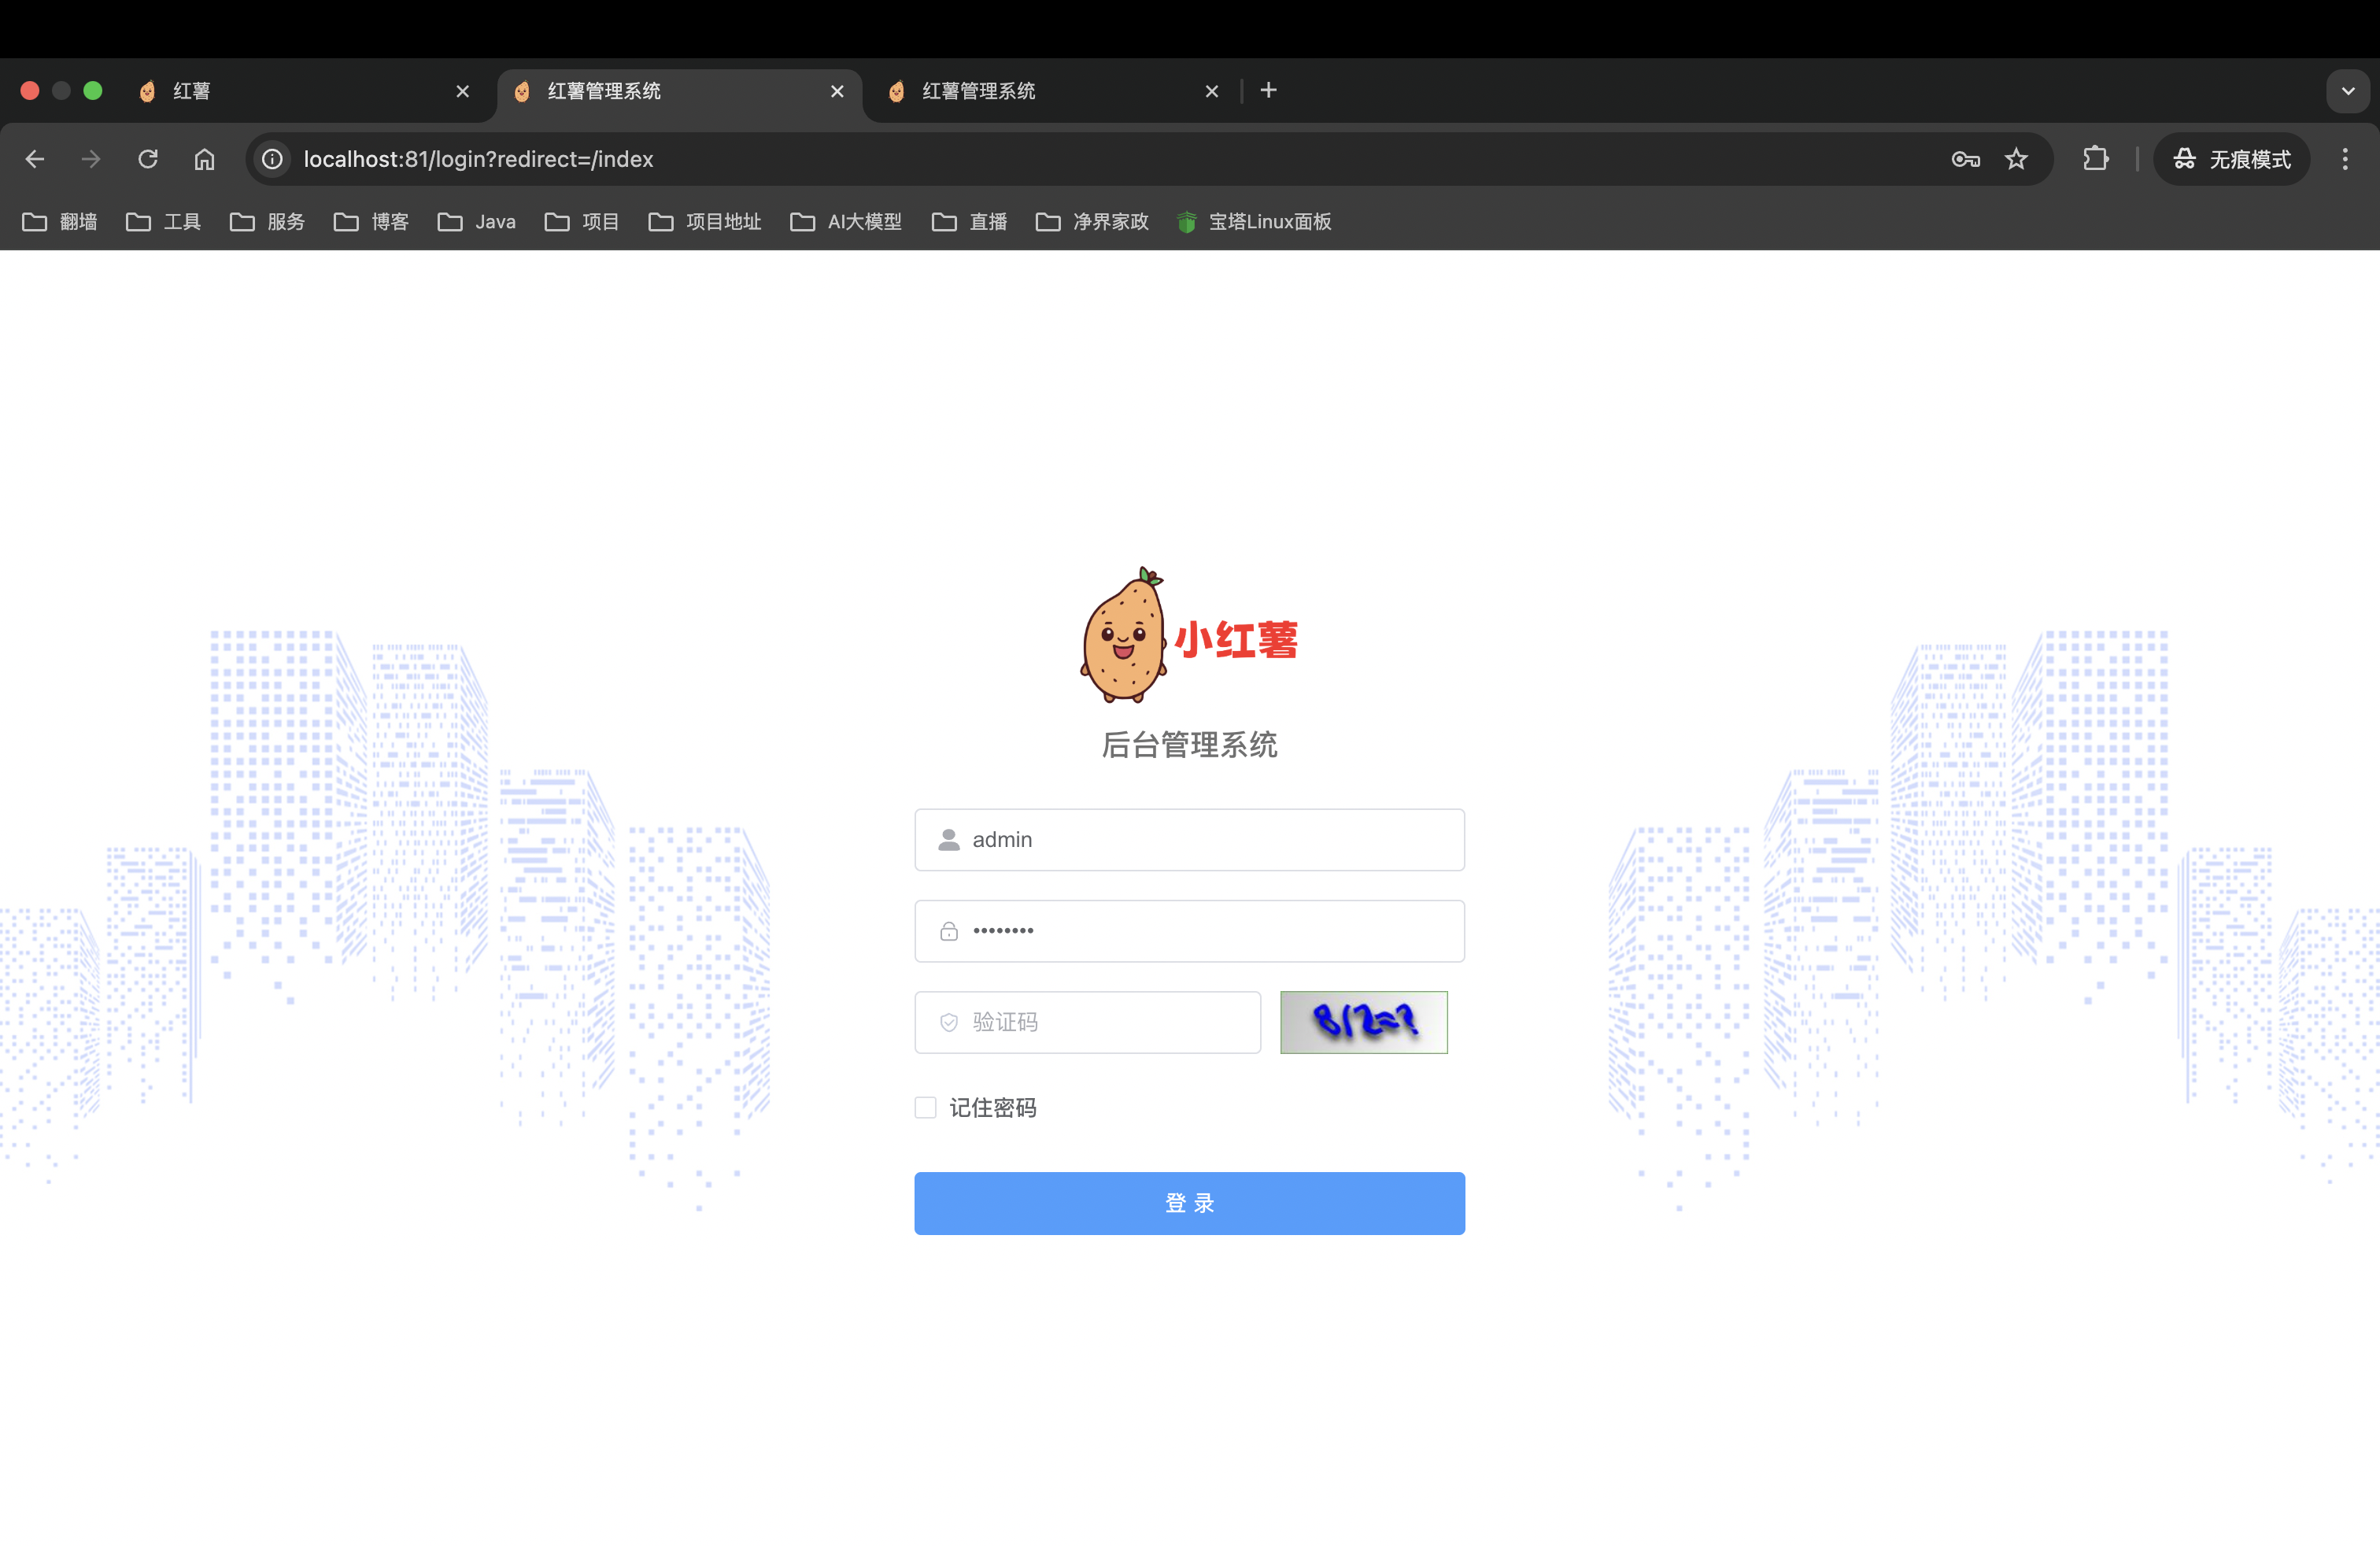 红薯
红薯管理系统
红薯管理系统
localhost:81/login?redirect=/index
无痕模式
翻墙 工具 服务 博客 Java 项目 项目地址 AI大模型 直播 净界家政 宝塔Linux面板
小红薯
后台管理系统
admin
••••••••
验证码
8/2=?
记住密码
登 录